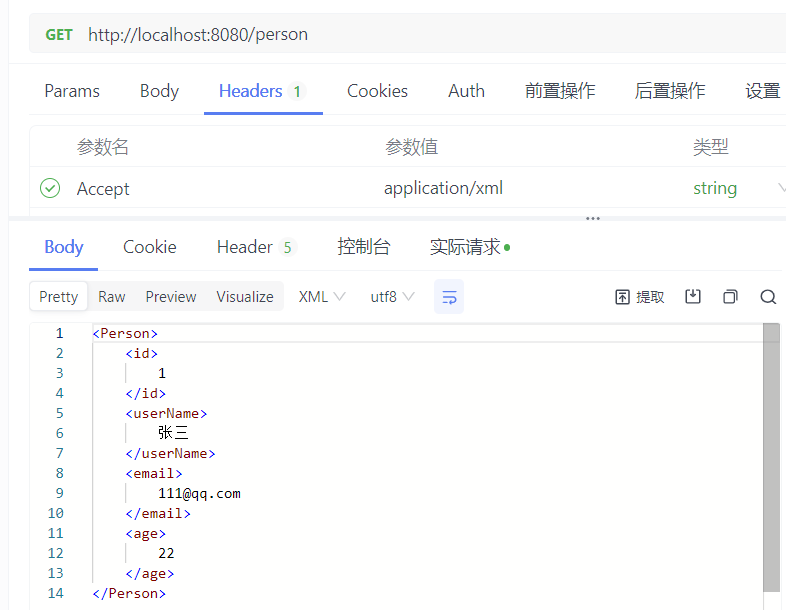 GET http://localhost:8080/person
Params Body Headers 1 Cookies Auth 前置操作 后置操作 设置
参数名 参数值 类型
Accept application/xml string
Body Cookie Header 5 控制台 实际请求
Pretty Raw Preview Visualize XML utf8 提取
1 <Person>
2 <id>
3 1
4 </id>
5 <userName>
6 张三
7 </userName>
8 <email>
9 111@qq.com
10 </email>
11 <age>
12 22
13 </age>
14 </Person>